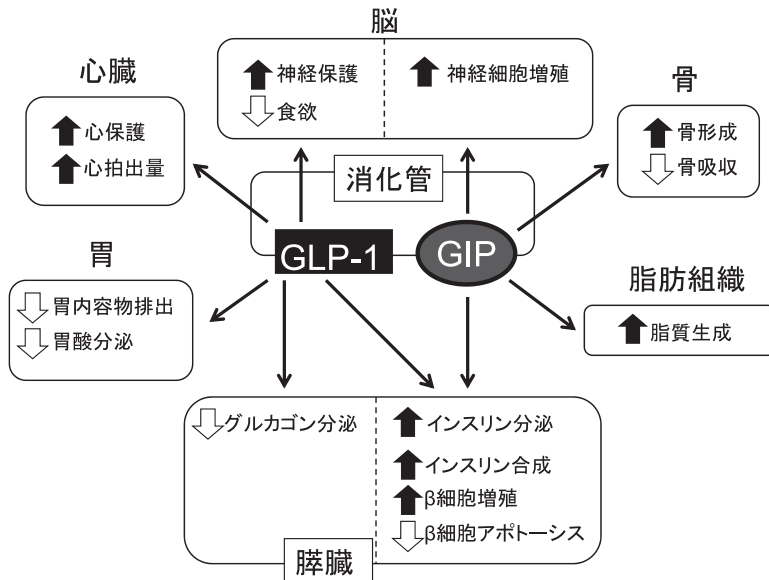 脳
神経保護
食欲
神経細胞増殖
心臓
心保護
心拍出量
骨
骨形成
骨吸収
消化管
GLP-1
GIP
胃
胃内容物排出
胃酸分泌
脂肪組織
脂質生成
グルカゴン分泌
インスリン分泌
インスリン合成
β細胞増殖
β細胞アポトーシス
膵臓